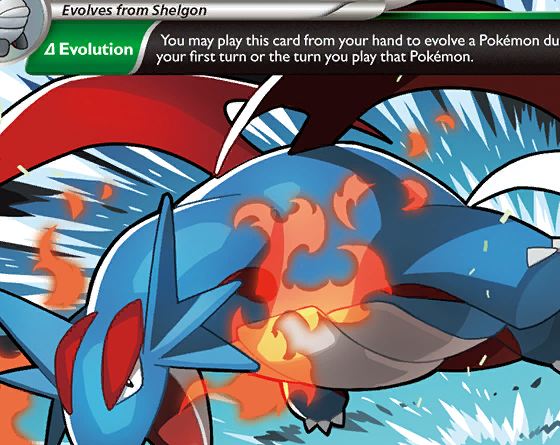 Evolves from Shelgon
Δ Evolution
You may play this card from your hand to evolve a Pokémon du
your first turn or the turn you play that Pokémon.